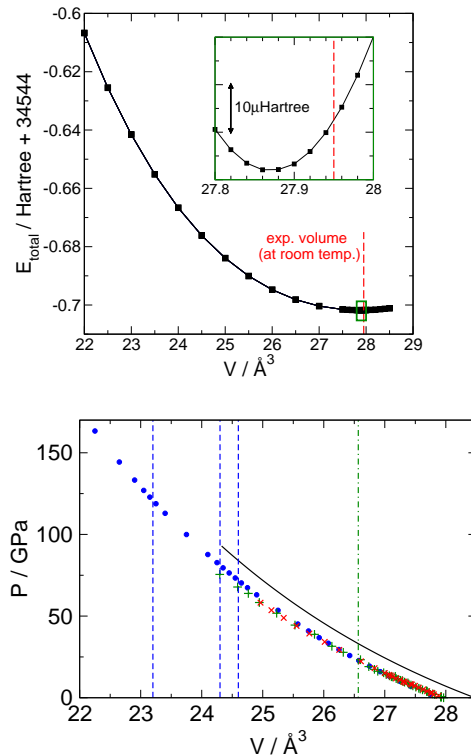 -0.6
-0.62
-0.64
-0.66
-0.68
-0.7
E_total / Hartree + 34544
10μHartree
27.8 27.9 28
exp. volume
(at room temp.)
22 23 24 25 26 27 28 29
V / Å³
150
100
50
0
P / GPa
22 23 24 25 26 27 28
V / Å³